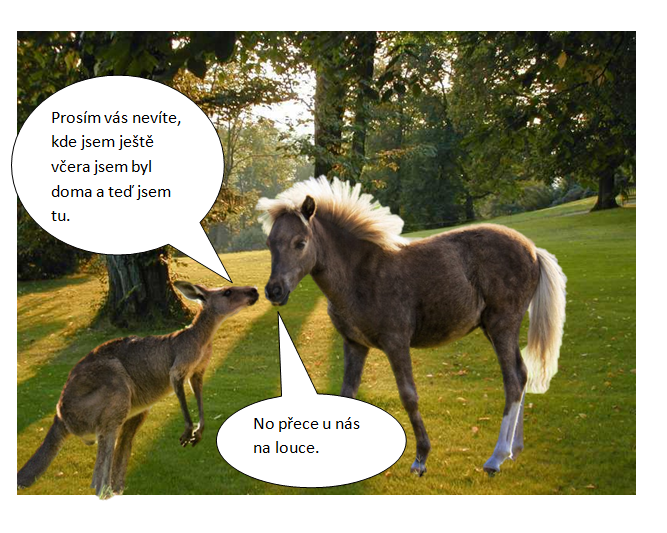 Prosím vás nevíte,
kde jsem ještě
včera jsem byl
doma a teď jsem
tu.
No přece u nás
na louce.